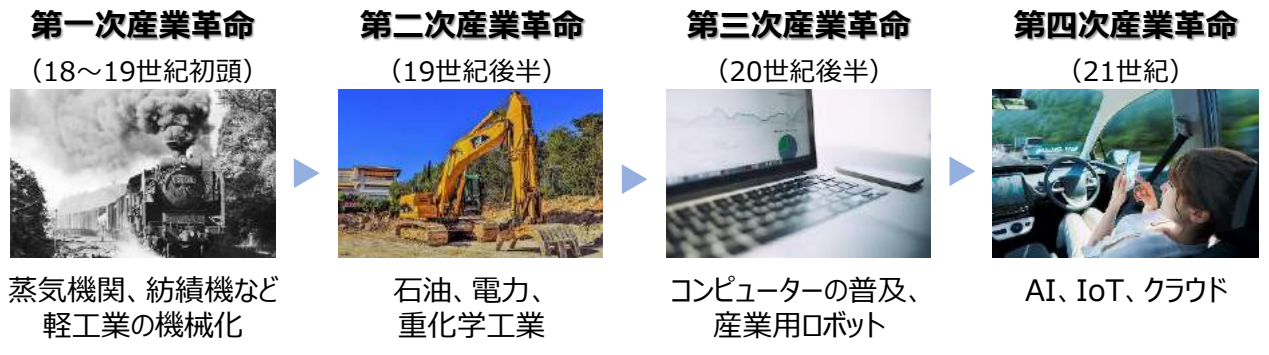 第一次産業革命
（18～19世紀初頭）
蒸気機関、紡績機など
軽工業の機械化
第二次産業革命
（19世紀後半）
石油、電力、
重化学工業
第三次産業革命
（20世紀後半）
コンピューターの普及、
産業用ロボット
第四次産業革命
（21世紀）
AI、IoT、クラウド